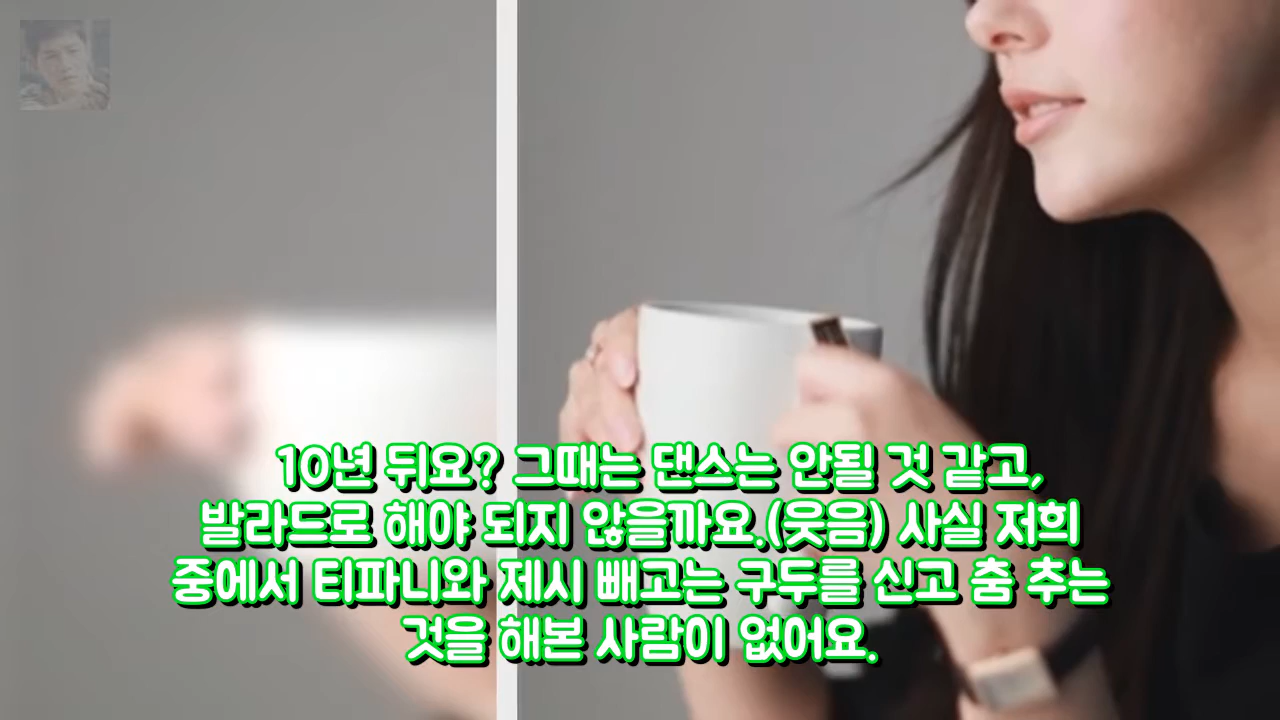 10년 뒤요? 그때는 댄스는 안될 것 같고,
발라드로 해야 되지 않을까요.(웃음) 사실 저희
중에서 티파니와 제시 빼고는 구두를 신고 춤 추는
것을 해본 사람이 없어요.